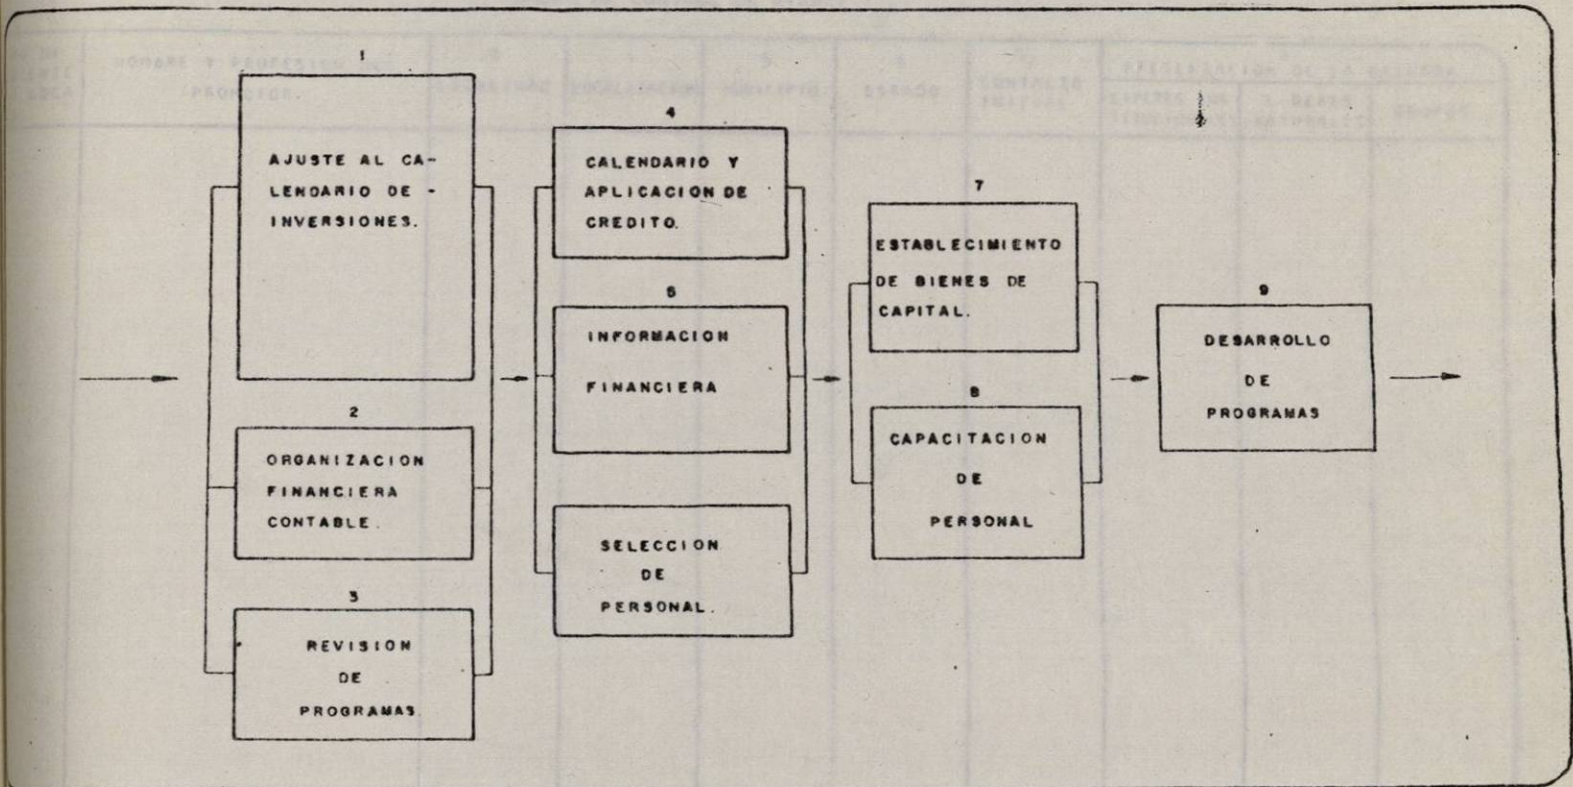 1
AJUSTE AL CA-
LENDARIO DE -
INVERSIONES.
2
ORGANIZACION
FINANCIERA
CONTABLE.
3
REVISION
DE
PROGRAMAS
4
CALENDARIO Y
APLICACION DE
CREDITO.
5
INFORMACION
FINANCIERA
SELECCION
DE
PERSONAL.
7
ESTABLECIMIENTO
DE BIENES DE
CAPITAL.
8
CAPACITACION
DE
PERSONAL
9
DESARROLLO
DE
PROGRAMAS